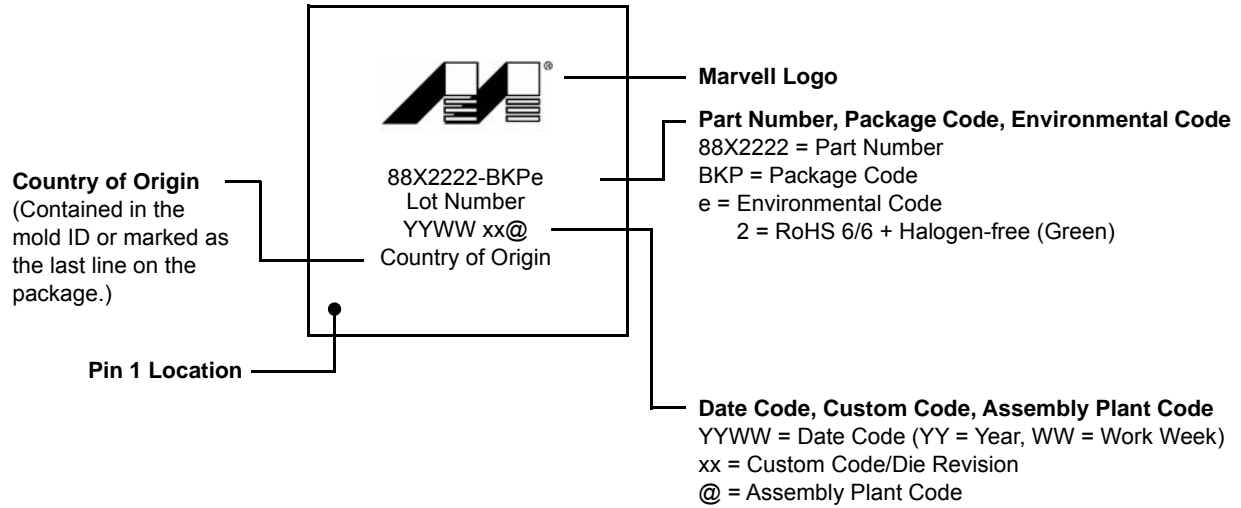 ®
Marvell Logo
Part Number, Package Code, Environmental Code
88X2222 = Part Number
BKP = Package Code
e = Environmental Code
2 = RoHS 6/6 + Halogen-free (Green)
88X2222-BKPe
Lot Number
YYWW xx@
Country of Origin
Country of Origin
(Contained in the
mold ID or marked as
the last line on the
package.)
Pin 1 Location
Date Code, Custom Code, Assembly Plant Code
YYWW = Date Code (YY = Year, WW = Work Week)
xx = Custom Code/Die Revision
@ = Assembly Plant Code